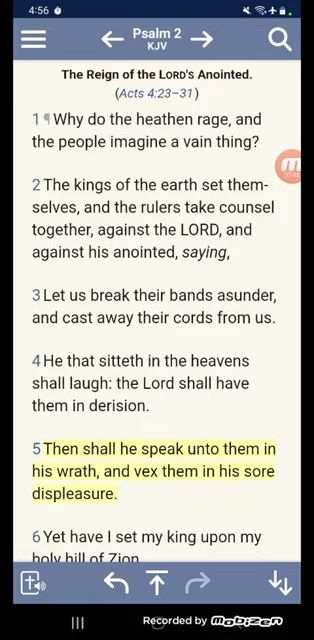 4:56
Psalm 2
KJV
The Reign of the LORD's Anointed.
(Acts 4:23–31)
1 ¶ Why do the heathen rage, and
the people imagine a vain thing?
2 The kings of the earth set them-
selves, and the rulers take counsel
together, against the LORD, and
against his anointed, saying,
3 Let us break their bands asunder,
and cast away their cords from us.
4 He that sitteth in the heavens
shall laugh: the Lord shall have
them in derision.
5 Then shall he speak unto them in
his wrath, and vex them in his sore
displeasure.
6 Yet have I set my king upon my
holy hill of Zion
Recorded by mobizen